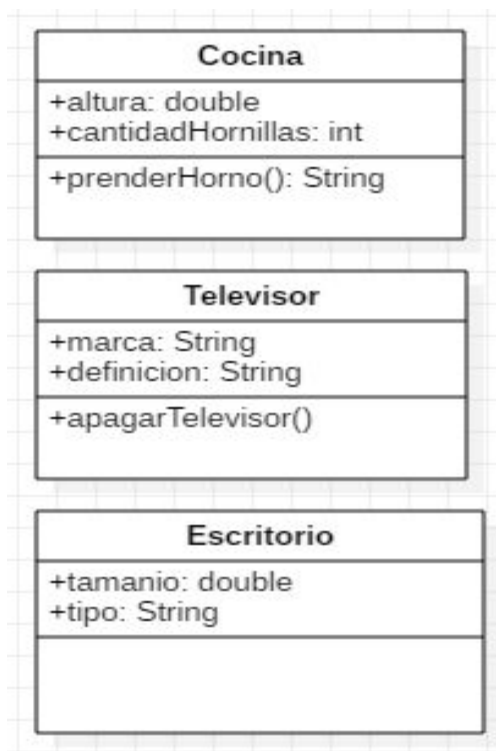 Cocina
+altura: double
+cantidadHornillas: int
+prenderHorno(): String
Televisor
+marca: String
+definicion: String
+apagarTelevisor()
Escritorio
+tamanio: double
+tipo: String